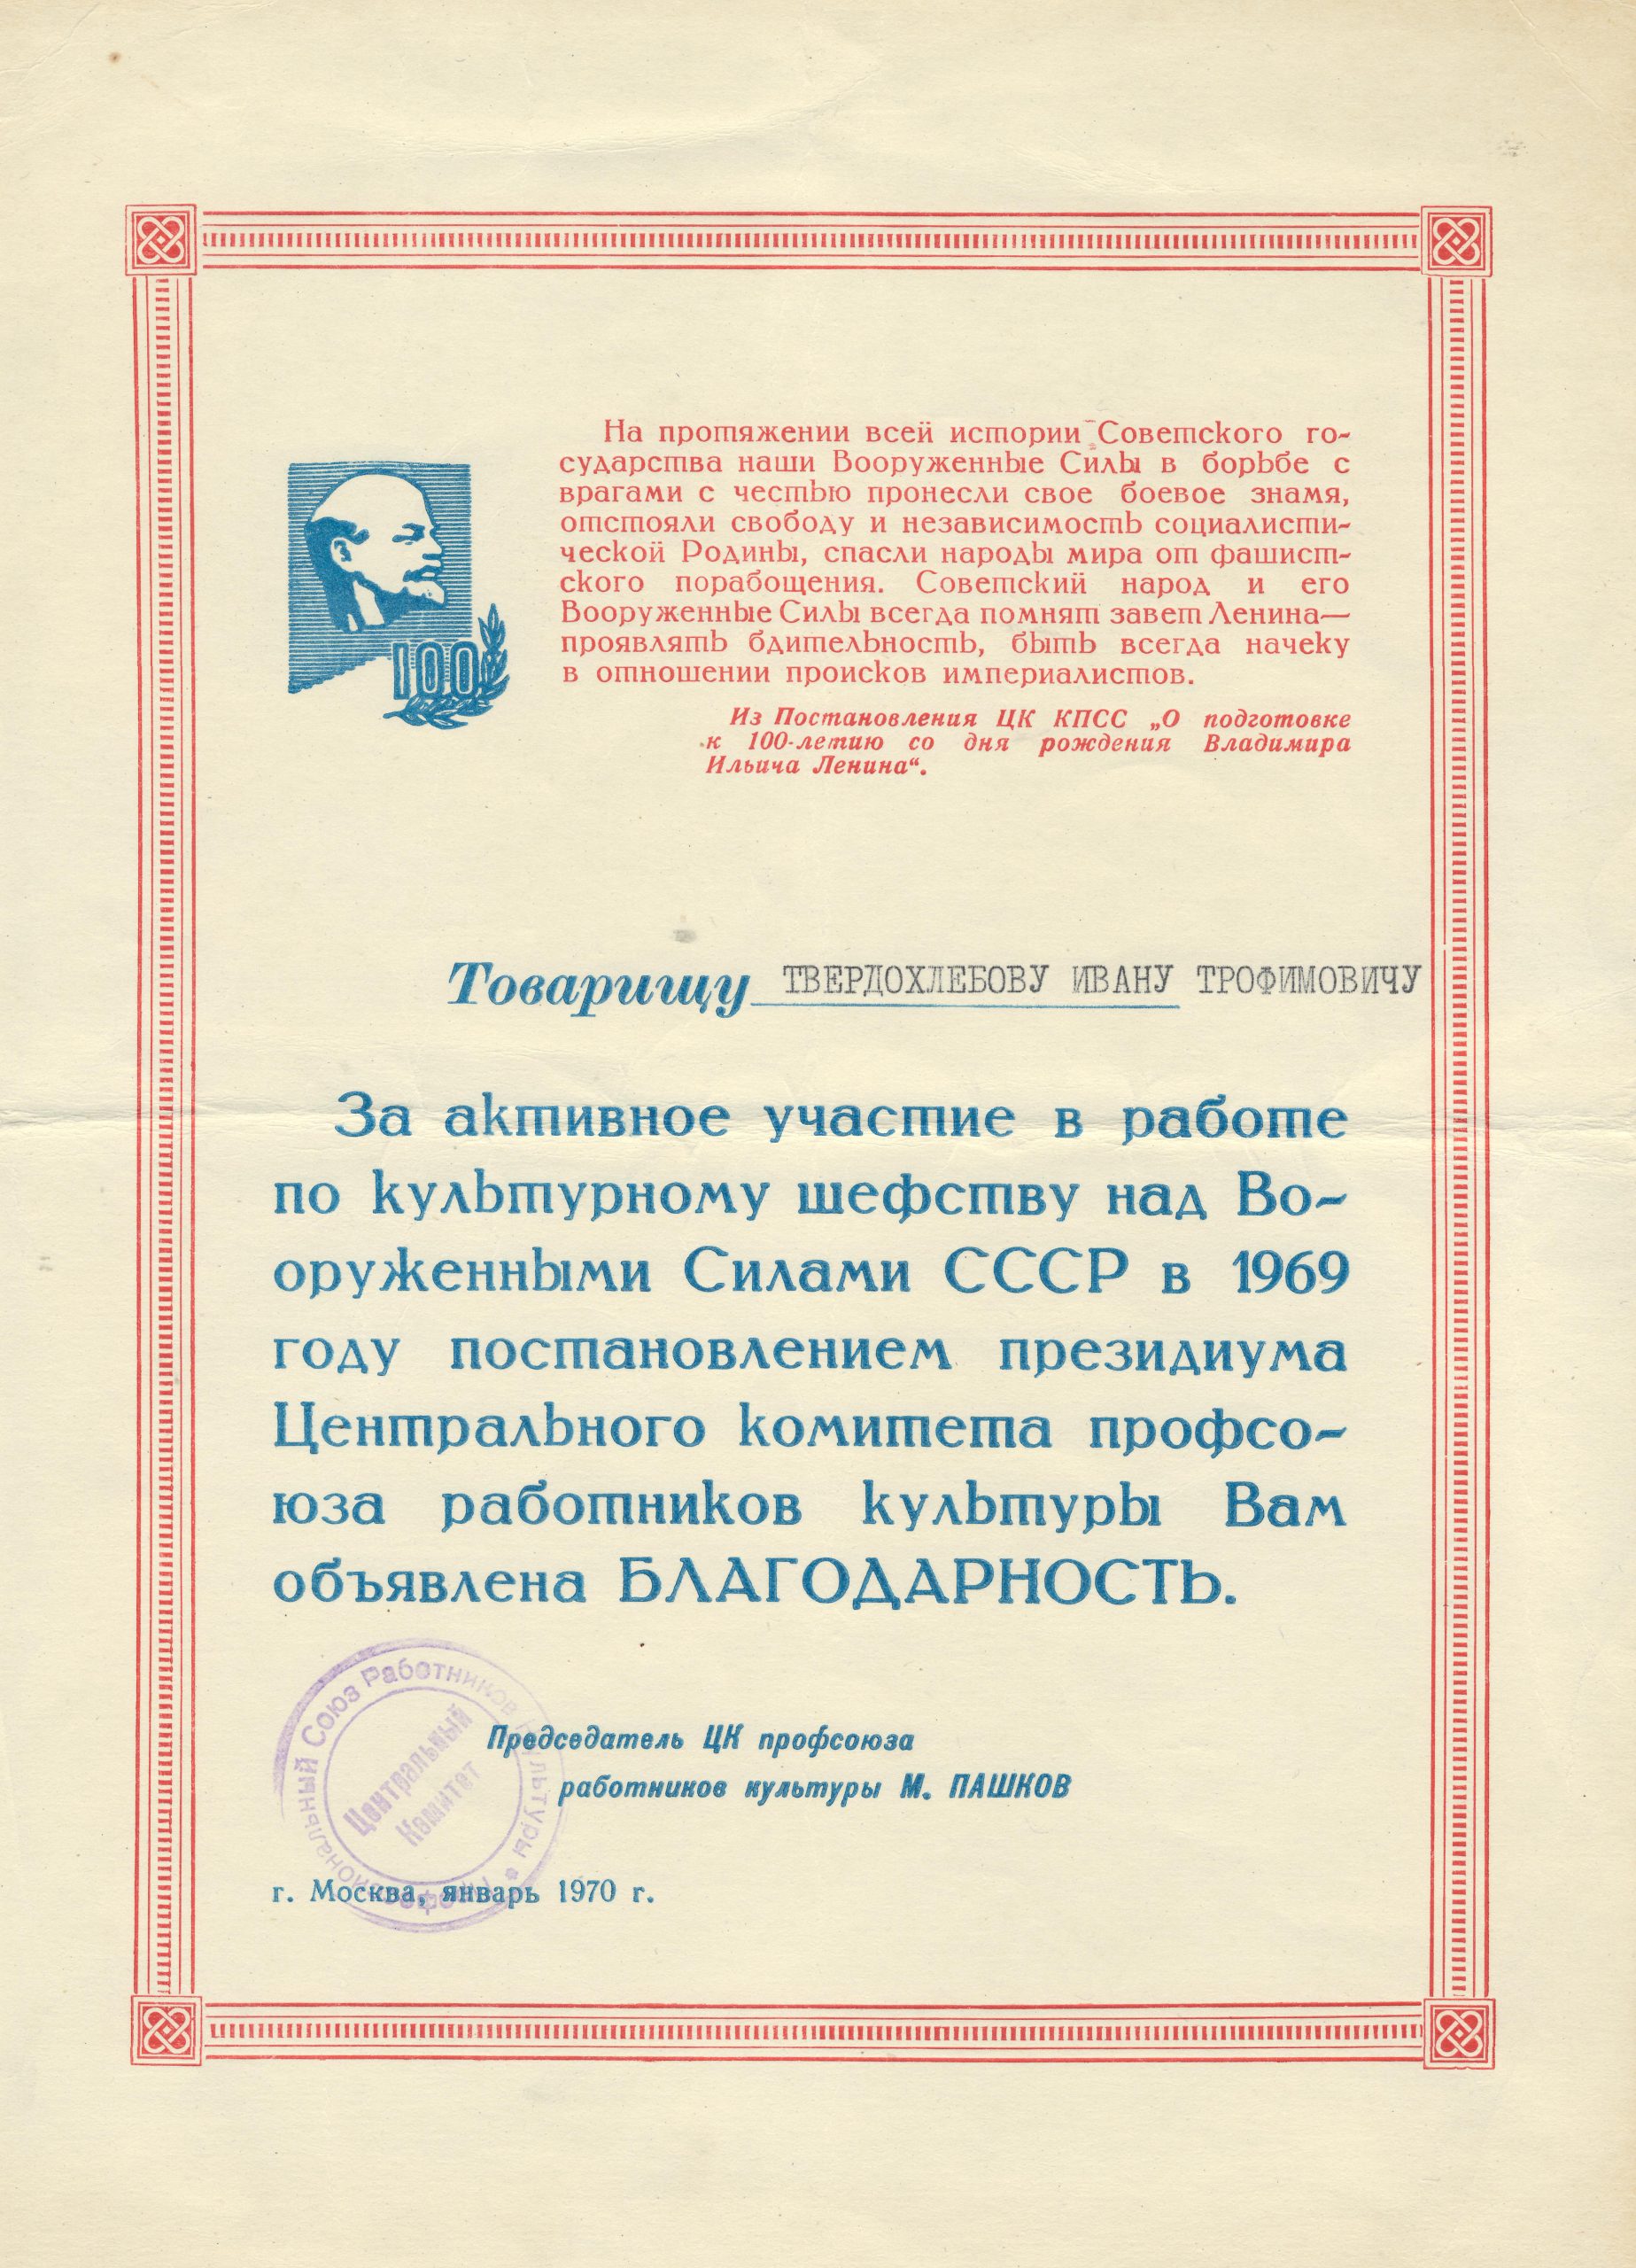 На протяжении всей истории Советского го-
сударства наши Вооруженные Силы в борьбе с
врагами с честью пронесли свое боевое знамя,
отстояли свободу и независимость социалисти-
ческой Родины, спасли народы мира от фашист-
ского порабощения. Советский народ и его
Вооруженные Силы всегда помнят завет Ленина—
проявлять бдительность, быть всегда начеку
в отношении происков империалистов.
100
Из Постановления ЦК КПСС „О подготовке
к 100-летию со дня рождения Владимира
Ильича Ленина“.
Товарищу ТВЕРДОХЛЕБОВУ ИВАНУ ТРОФИМОВИЧУ
За активное участие в работе
по культурному шефству над Во-
оруженными Силами СССР в 1969
году постановлением президиума
Центрального комитета профсо-
юза работников культуры Вам
объявлена БЛАГОДАРНОСТЬ.
Профессиональный Союз Работников Культуры
Центральный
Комитет
Председатель ЦК профсоюза
работников культуры М. ПАШКОВ
г. Москва, январь 1970 г.